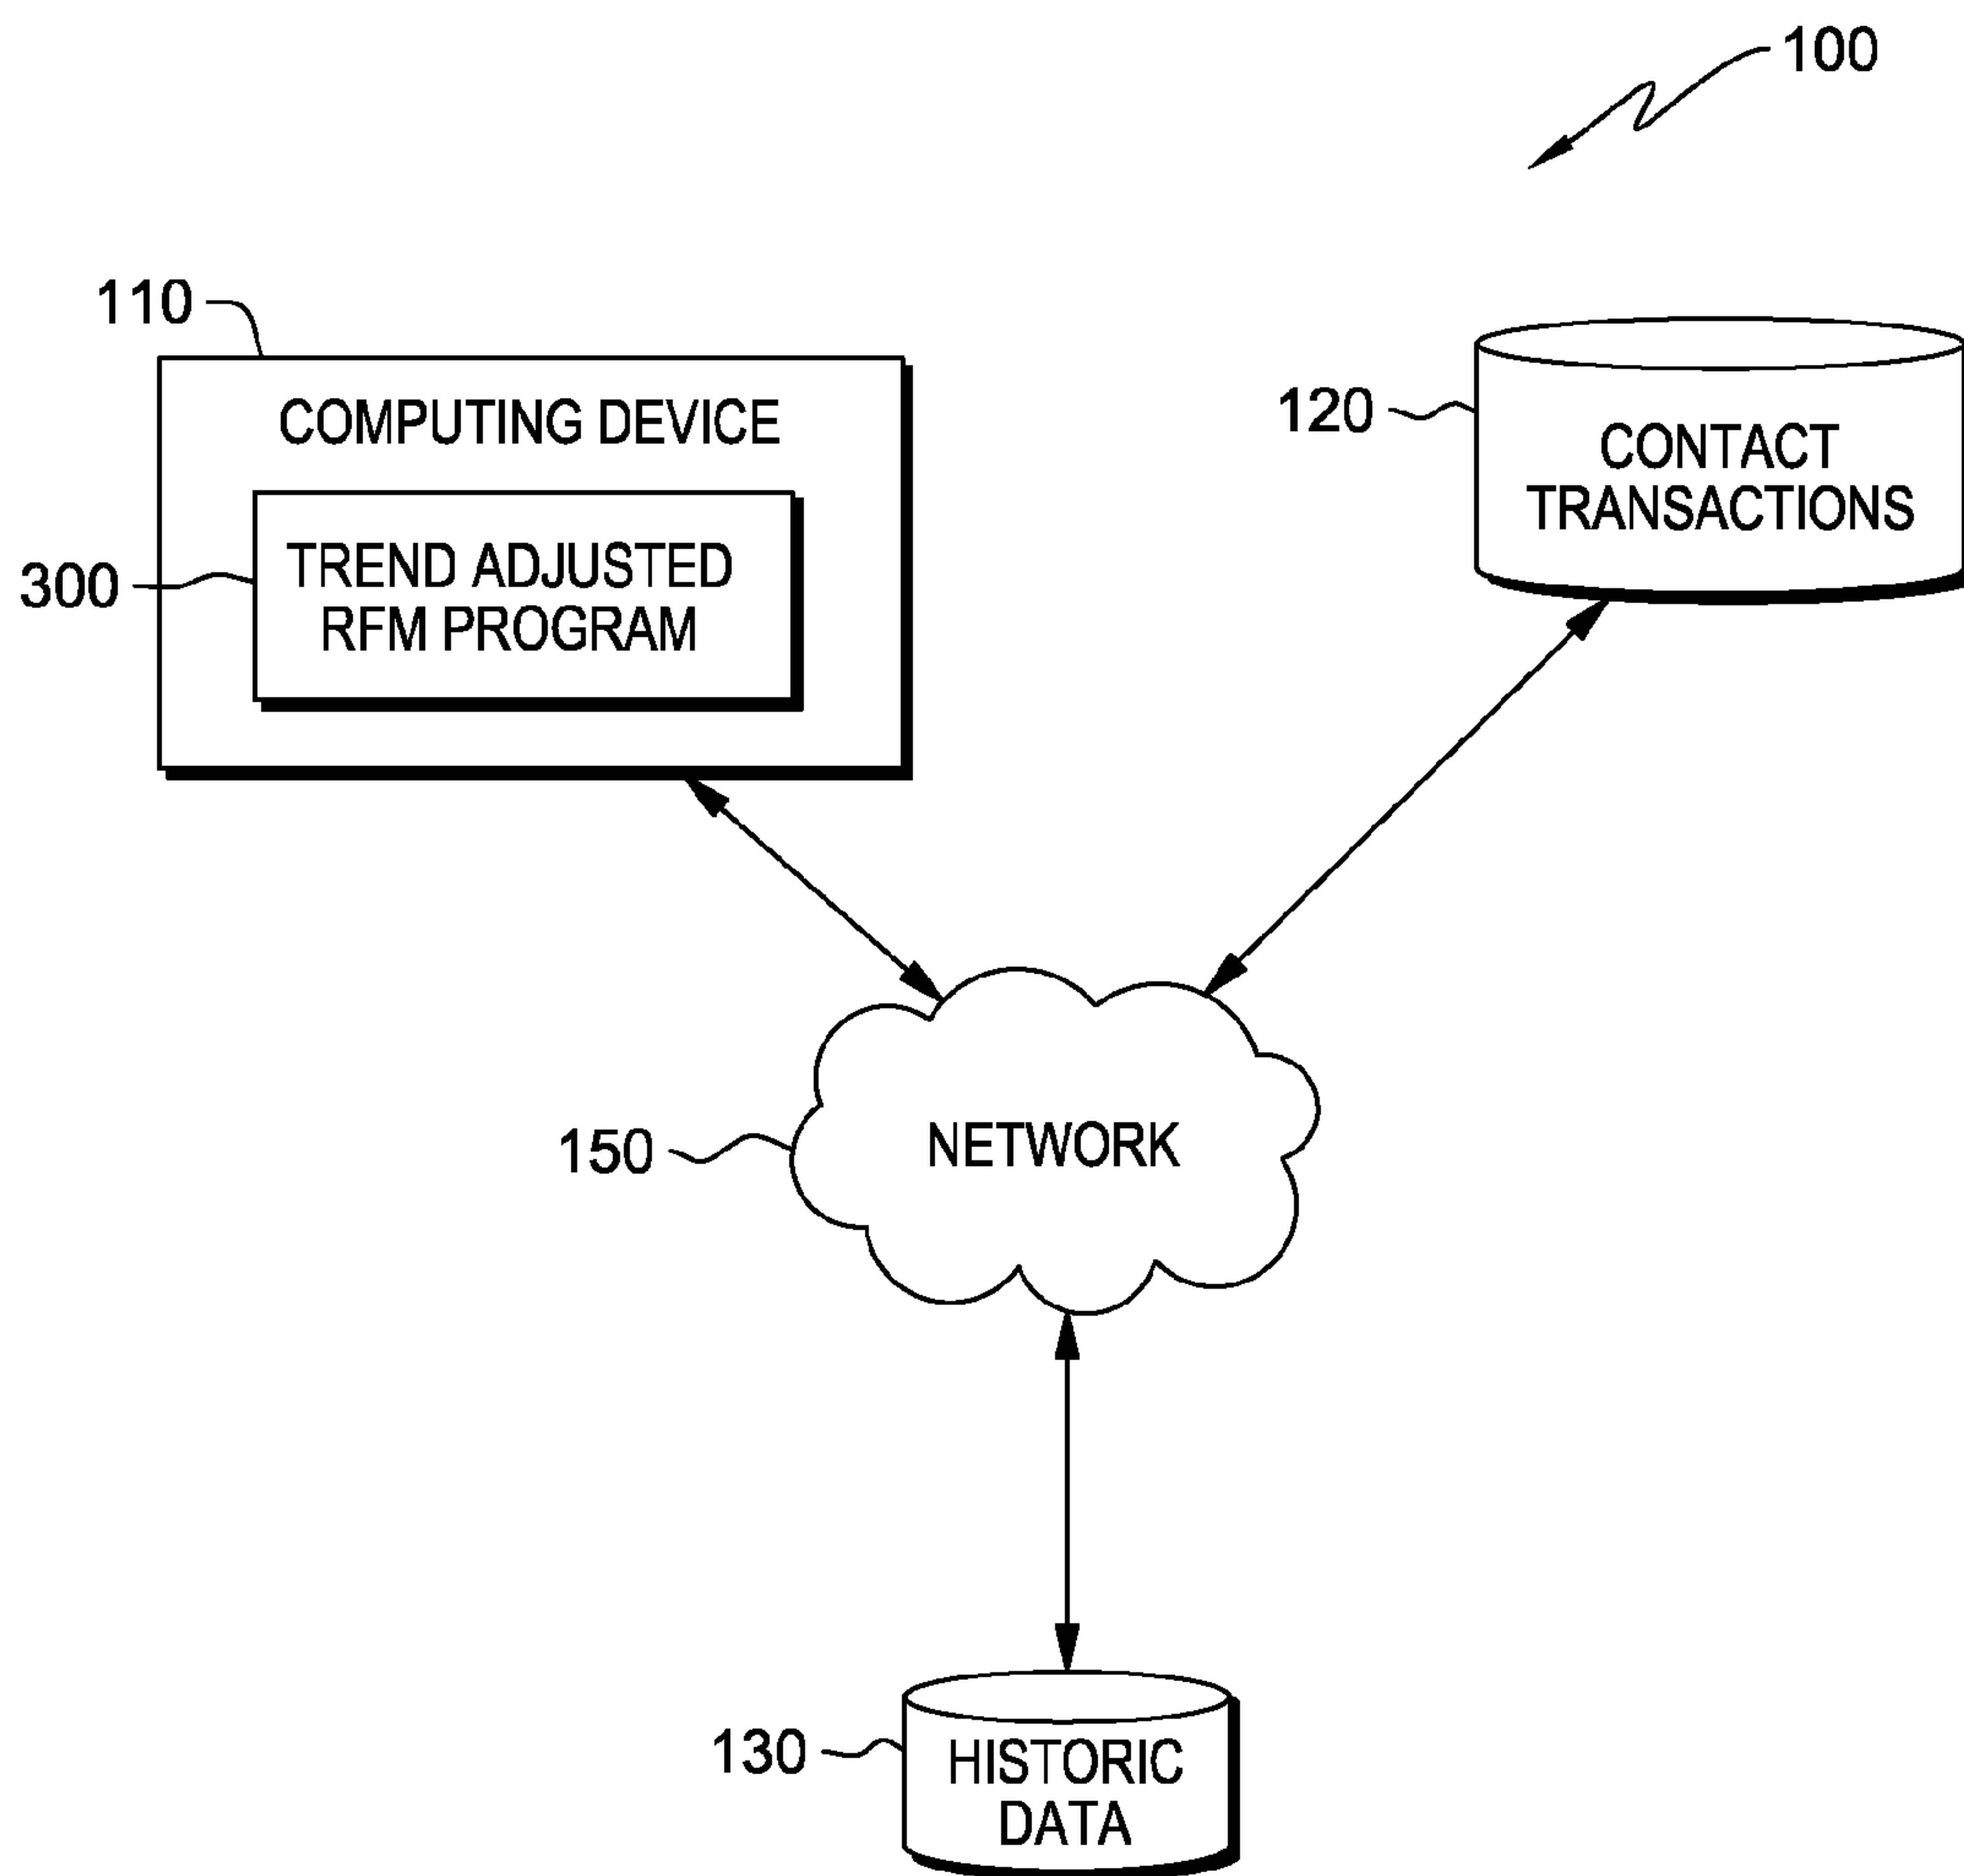 100
110
COMPUTING DEVICE
120
CONTACT
TRANSACTIONS
300
TREND ADJUSTED
RFM PROGRAM
150
NETWORK
130
HISTORIC
DATA